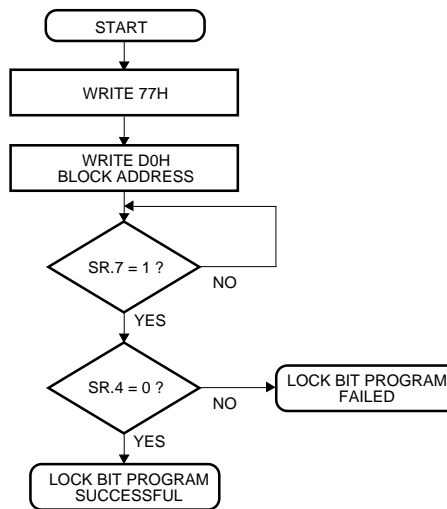 START
WRITE 77H
WRITE D0H
BLOCK ADDRESS
SR.7 = 1 ?
NO
YES
SR.4 = 0 ?
NO
LOCK BIT PROGRAM
FAILED
YES
LOCK BIT PROGRAM
SUCCESSFUL